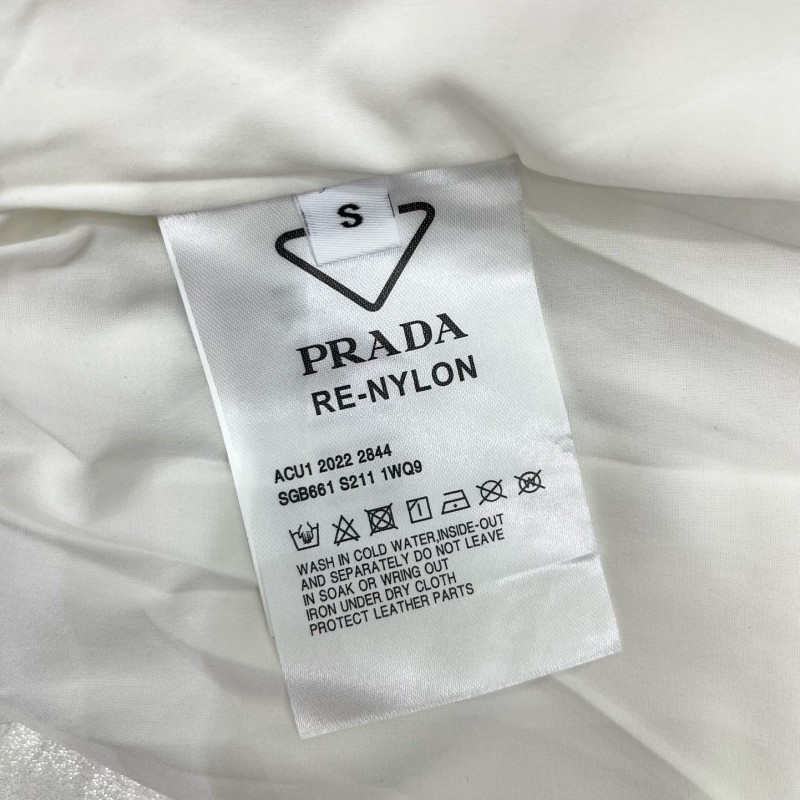 S
PRADA
RE-NYLON
ACU1 2022 2844
SGB661 S211 1WQ9
WASH IN COLD WATER,INSIDE-OUT
AND SEPARATELY DO NOT LEAVE
IN SOAK OR WRING OUT
IRON UNDER DRY CLOTH
PROTECT LEATHER PARTS